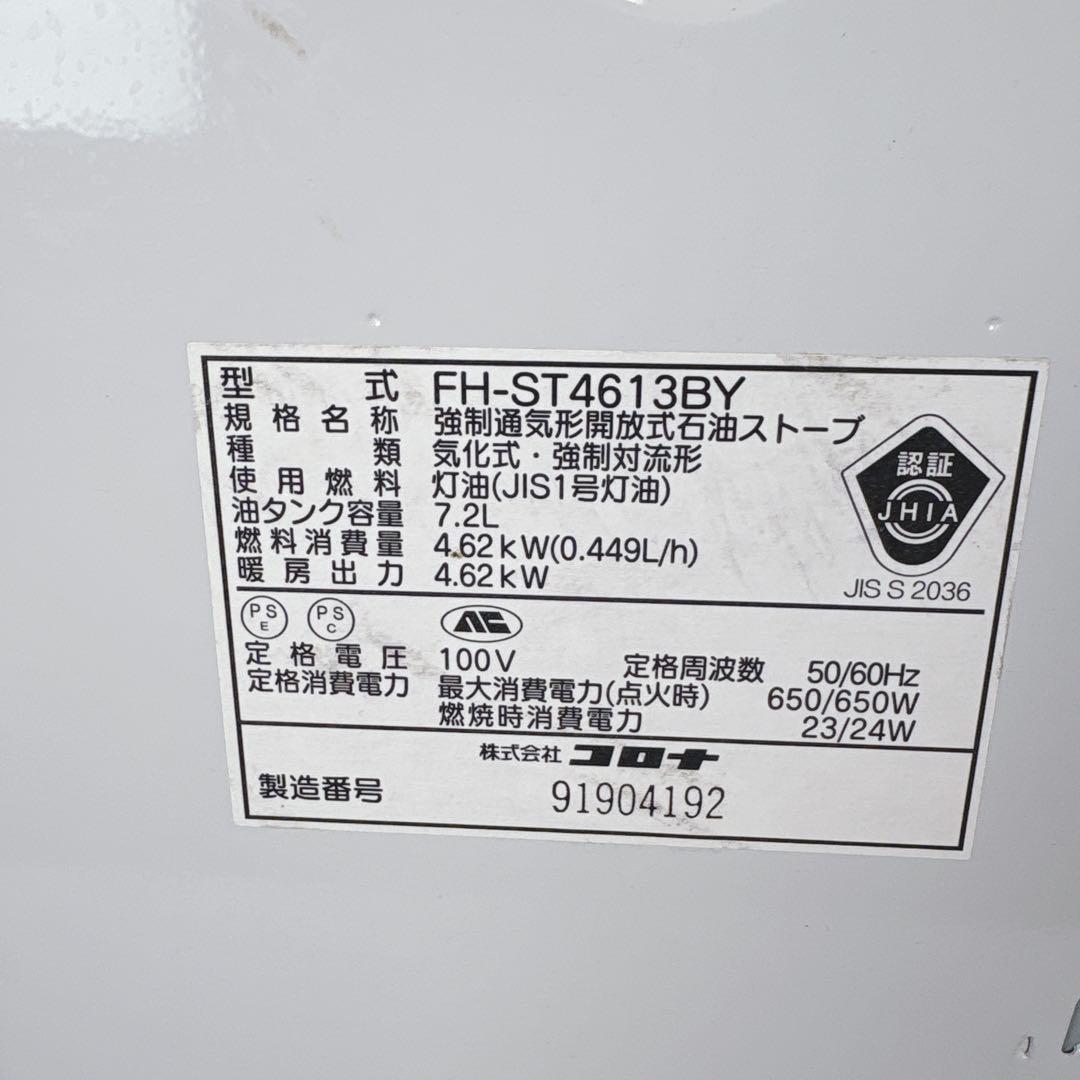 型式 FH-ST4613BY
規格名称 強制通気形開放式石油ストーブ
種類 気化式・強制対流形
使用燃料 灯油(JIS1号灯油)
油タンク容量 7.2L
燃料消費量 4.62kW(0.449L/h)
暖房出力 4.62kW
認証
JHIA
JIS S 2036
PS E PS C
定格電圧 100V 定格周波数 50/60Hz
定格消費電力 最大消費電力(点火時) 650/650W
燃焼時消費電力 23/24W
株式会社 コロナ
製造番号 91904192